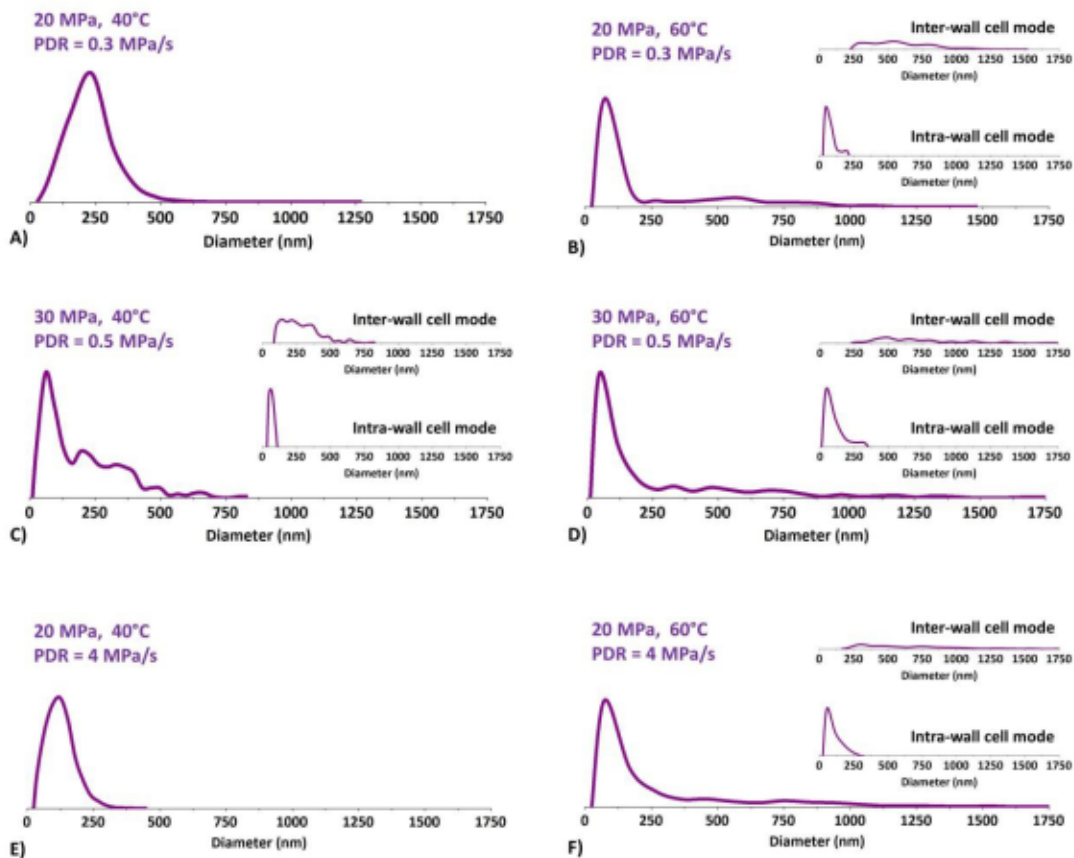 20 MPa, 40°C
PDR = 0.3 MPa/s
0 250 500 750 1000 1250 1500 1750
Diameter (nm)
A)
20 MPa, 60°C
PDR = 0.3 MPa/s
Inter-wall cell mode
0 250 500 750 1000 1250 1500 1750
Diameter (nm)
Intra-wall cell mode
0 250 500 750 1000 1250 1500 1750
Diameter (nm)
0 250 500 750 1000 1250 1500 1750
Diameter (nm)
B)
30 MPa, 40°C
PDR = 0.5 MPa/s
Inter-wall cell mode
0 250 500 750 1000 1250 1500 1750
Diameter (nm)
Intra-wall cell mode
0 250 500 750 1000 1250 1500 1750
Diameter (nm)
0 250 500 750 1000 1250 1500 1750
Diameter (nm)
C)
30 MPa, 60°C
PDR = 0.5 MPa/s
Inter-wall cell mode
0 250 500 750 1000 1250 1500 1750
Diameter (nm)
Intra-wall cell mode
0 250 500 750 1000 1250 1500 1750
Diameter (nm)
0 250 500 750 1000 1250 1500 1750
Diameter (nm)
D)
20 MPa, 40°C
PDR = 4 MPa/s
0 250 500 750 1000 1250 1500 1750
Diameter (nm)
E)
20 MPa, 60°C
PDR = 4 MPa/s
Inter-wall cell mode
0 250 500 750 1000 1250 1500 1750
Diameter (nm)
Intra-wall cell mode
0 250 500 750 1000 1250 1500 1750
Diameter (nm)
0 250 500 750 1000 1250 1500 1750
Diameter (nm)
F)